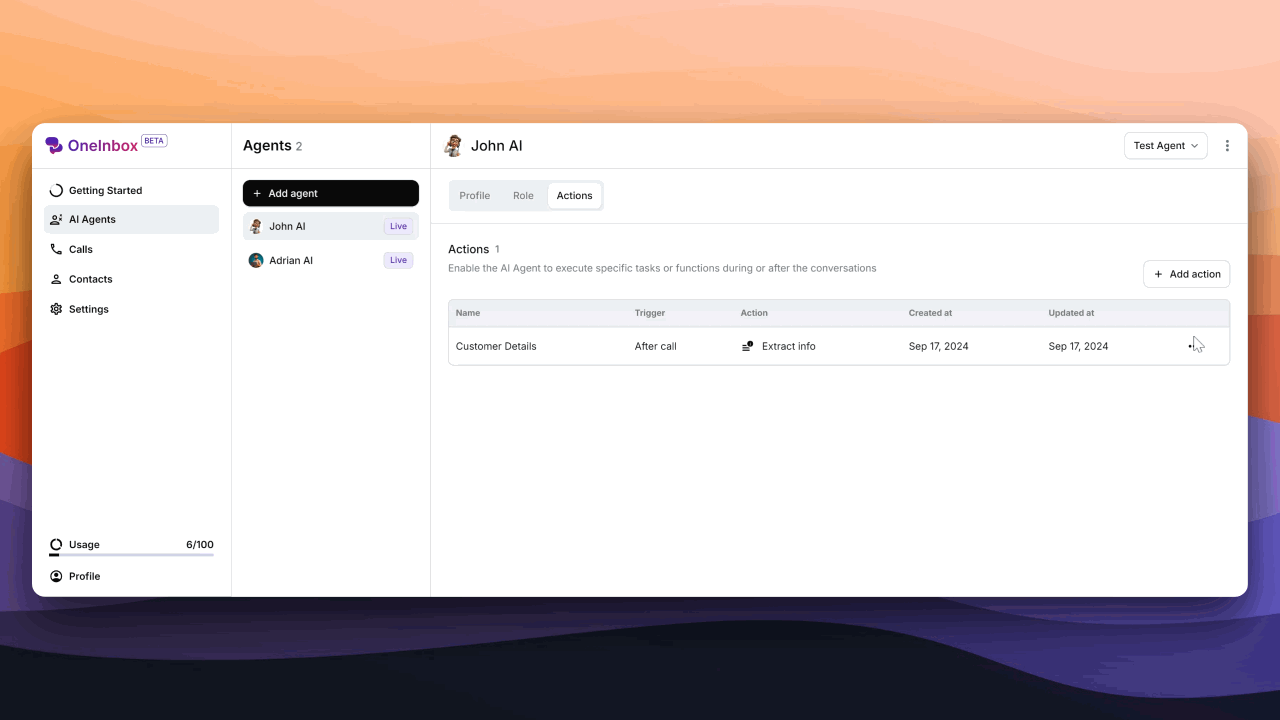 OneInbox BETA
Getting Started
AI Agents
Calls
Contacts
Settings
Usage 6/100
Profile
Agents 2
+ Add agent
John AI Live
Adrian AI Live
John AI
Test Agent
Profile Role Actions
Actions 1
Enable the AI Agent to execute specific tasks or functions during or after the conversations
+ Add action
Name Trigger Action Created at Updated at
Customer Details After call Extract info Sep 17, 2024 Sep 17, 2024